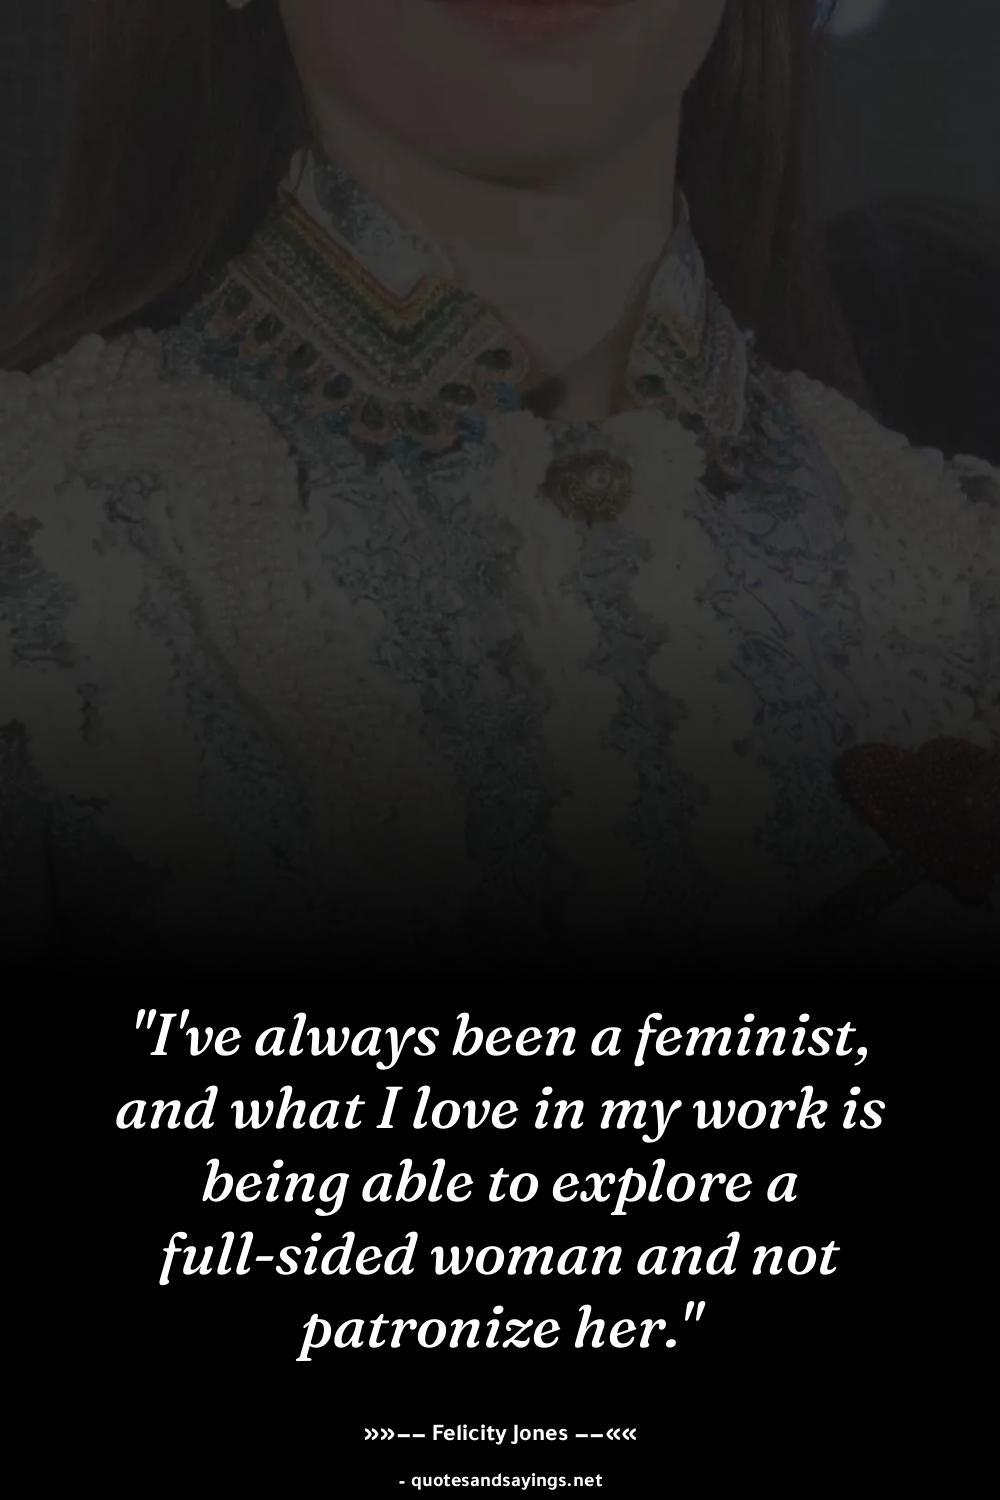 "I've always been a feminist,
and what I love in my work is
being able to explore a
full-sided woman and not
patronize her."
»»−− Felicity Jones −−««
- quotesandsayings.net